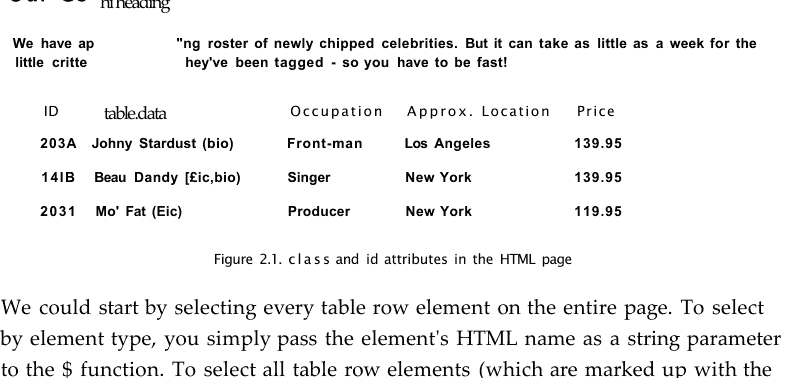 hlheading
We have ap "ng roster of newly chipped celebrities. But it can take as little as a week for the
little critte hey've been tagged - so you have to be fast!
ID table.data Occupation Approx. Location Price
203A Johny Stardust (bio) Front-man Los Angeles 139.95
14IB Beau Dandy [£ic,bio) Singer New York 139.95
2031 Mo' Fat (Eic) Producer New York 119.95
Figure 2.1. class and id attributes in the HTML page
We could start by selecting every table row element on the entire page. To select
by element type, you simply pass the element's HTML name as a string parameter
to the $ function. To select all table row elements (which are marked up with the